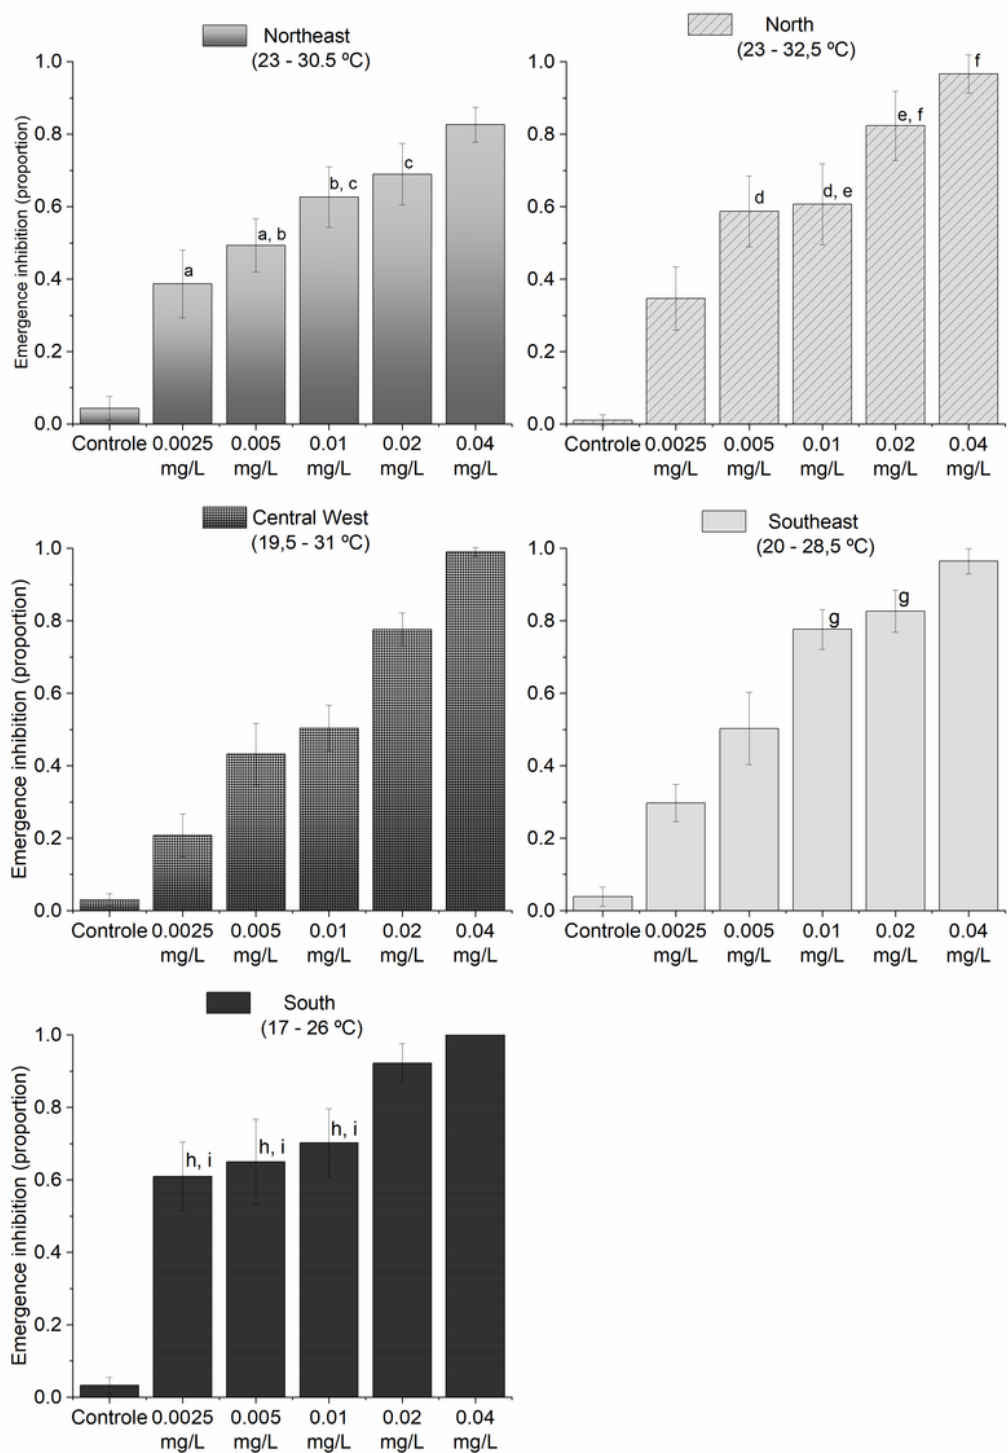 Northeast
(23 - 30.5 ºC)
Emergence inhibition (proportion)
1.0
0.8
0.6
0.4
0.2
0.0
a
a, b
b, c
c
Controle 0.0025 0.005 0.01 0.02 0.04
mg/L mg/L mg/L mg/L mg/L
North
(23 - 32,5 ºC)
1.0
0.8
0.6
0.4
0.2
0.0
d
d, e
e, f
f
Controle 0.0025 0.005 0.01 0.02 0.04
mg/L mg/L mg/L mg/L mg/L
Central West
(19,5 - 31 ºC)
Emergence inhibition (proportion)
1.0
0.8
0.6
0.4
0.2
0.0
Controle 0.0025 0.005 0.01 0.02 0.04
mg/L mg/L mg/L mg/L mg/L
Southeast
(20 - 28,5 ºC)
1.0
0.8
0.6
0.4
0.2
0.0
g
g
Controle 0.0025 0.005 0.01 0.02 0.04
mg/L mg/L mg/L mg/L mg/L
South
(17 - 26 ºC)
Emergence inhibition (proportion)
1.0
0.8
0.6
0.4
0.2
0.0
h, i
h, i
h, i
Controle 0.0025 0.005 0.01 0.02 0.04
mg/L mg/L mg/L mg/L mg/L